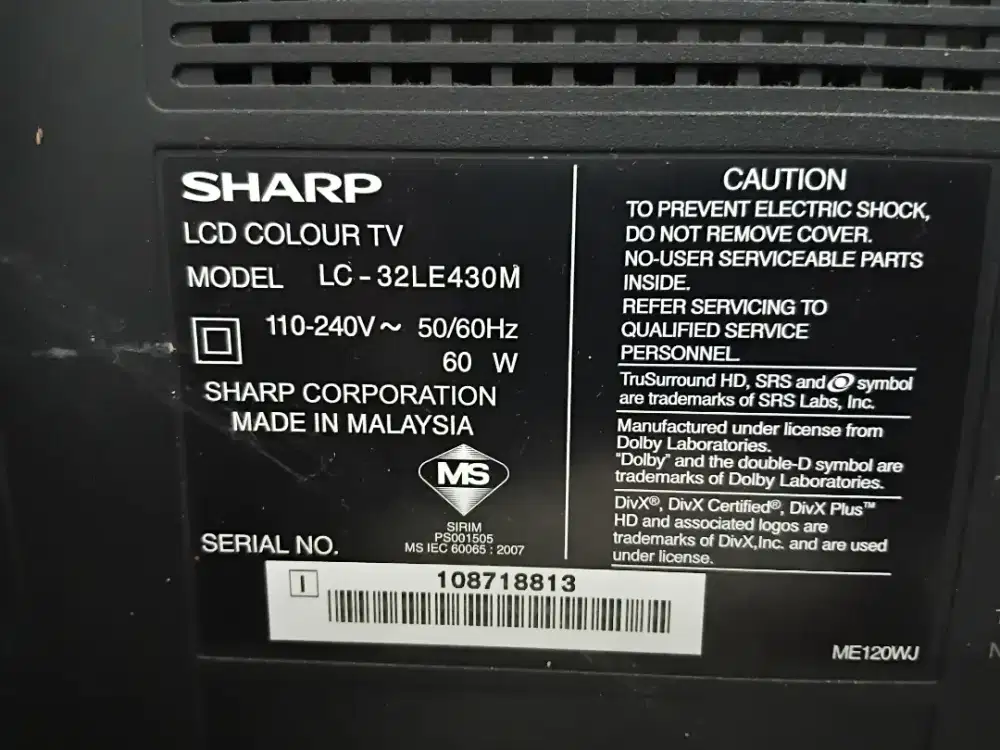 SHARP
LCD COLOUR TV
MODEL LC-32LE430M
110-240V～ 50/60Hz
60 W
SHARP CORPORATION
MADE IN MALAYSIA
MS
SIRIM
PS001505
MS IEC 60065 : 2007
SERIAL NO.
I 108718813
CAUTION
TO PREVENT ELECTRIC SHOCK,
DO NOT REMOVE COVER.
NO-USER SERVICEABLE PARTS
INSIDE.
REFER SERVICING TO
QUALIFIED SERVICE
PERSONNEL.
TruSurround HD, SRS and symbol
are trademarks of SRS Labs, Inc.
Manufactured under license from
Dolby Laboratories.
"Dolby" and the double-D symbol are
trademarks of Dolby Laboratories.
DivX®, DivX Certified®, DivX Plus™
HD and associated logos are
trademarks of DivX,Inc. and are used
under license.
ME120WJ